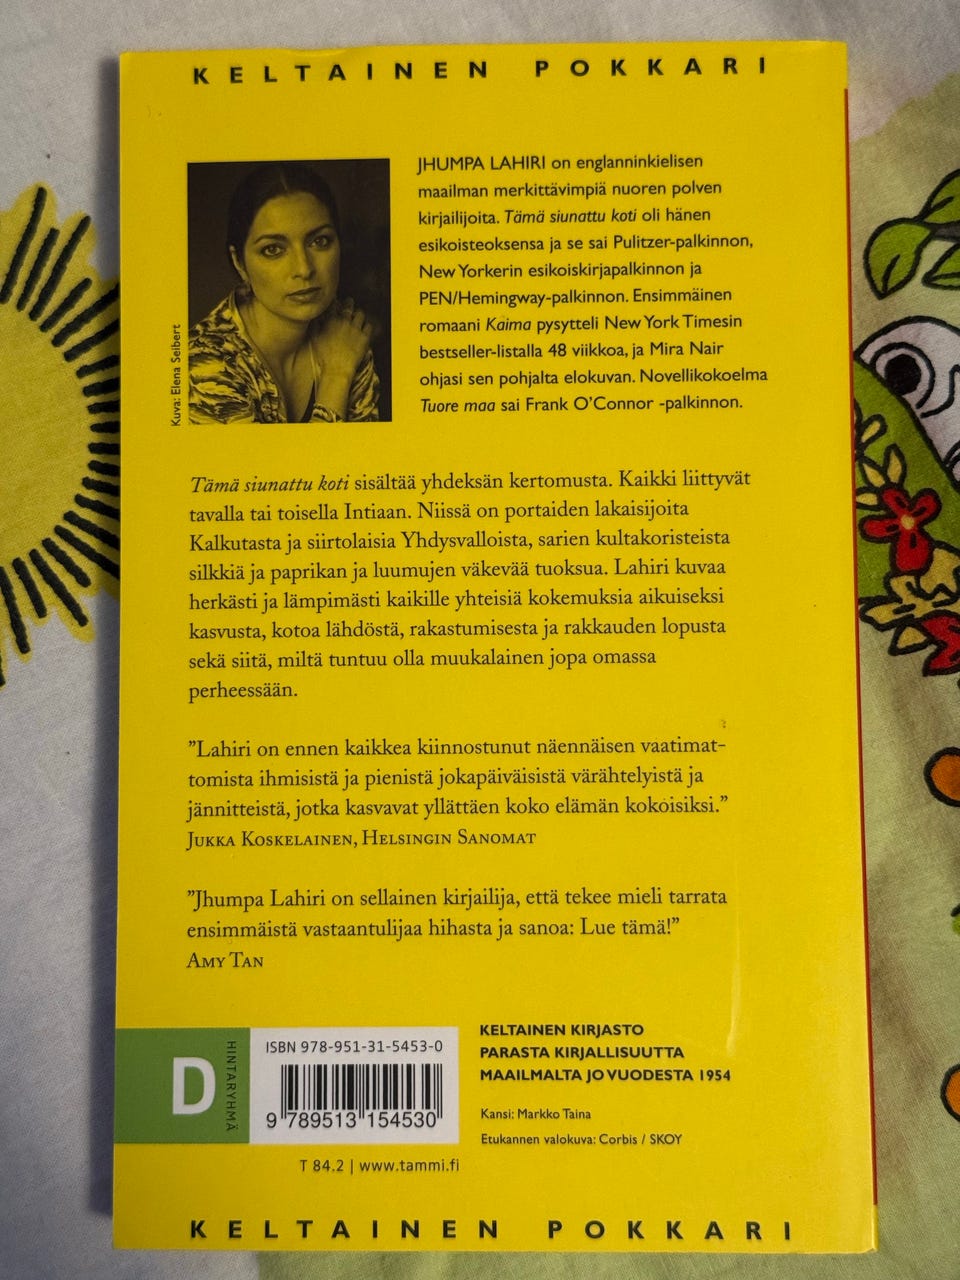 KELTAINEN POKKARI
JHUMPA LAHIRI on englanninkielisen
maailman merkittävimpiä nuoren polven
kirjailijoita. Tämä siunattu koti oli hänen
esikoisteoksensa ja se sai Pulitzer-palkinnon,
New Yorkerin esikoiskirjapalkinnon ja
PEN/Hemingway-palkinnon. Ensimmäinen
romaani Kaima pysytteli New York Timesin
bestseller-listalla 48 viikkoa, ja Mira Nair
ohjasi sen pohjalta elokuvan. Novellikokoelma
Tuore maa sai Frank O'Connor -palkinnon.
Kuva: Elena Seibert
Tämä siunattu koti sisältää yhdeksän kertomusta. Kaikki liittyvät
tavalla tai toisella Intiaan. Niissä on portaiden lakaisijoita
Kalkutasta ja siirtolaisia Yhdysvalloista, sarien kultakoristeista
silkkiä ja paprikan ja luumujen väkevää tuoksua. Lahiri kuvaa
herkästi ja lämpimästi kaikille yhteisiä kokemuksia aikuiseksi
kasvusta, kotoa lähdöstä, rakastumisesta ja rakkauden lopusta
sekä siitä, miltä tuntuu olla muukalainen jopa omassa
perheessään.
”Lahiri on ennen kaikkea kiinnostunut näennäisen vaatimat-
tomista ihmisistä ja pienistä jokapäiväisistä värähtelyistä ja
jännitteistä, jotka kasvavat yllättäen koko elämän kokoisiksi.”
JUKKA KOSKELAINEN, HELSINGIN SANOMAT
”Jhumpa Lahiri on sellainen kirjailija, että tekee mieli tarrata
ensimmäistä vastaantulijaa hihasta ja sanoa: Lue tämä!”
AMY TAN
D
HINTARYHMÄ
ISBN 978-951-31-5453-0
9 789513 154530
T 84.2 | www.tammi.fi
KELTAINEN KIRJASTO
PARASTA KIRJALLISUUTTA
MAAILMALTA JO VUODESTA 1954
Kansi: Markko Taina
Etukannen valokuva: Corbis / SKOY
KELTAINEN POKKARI